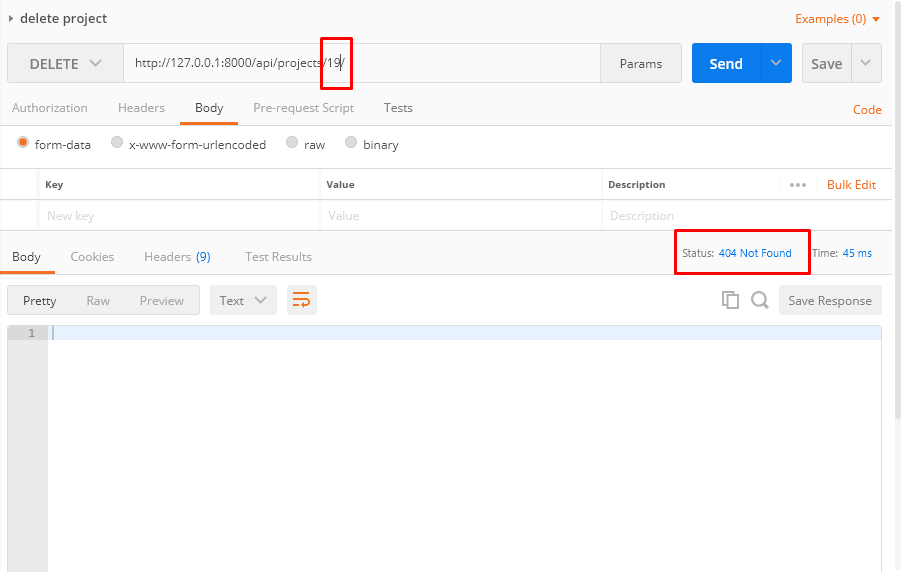 delete project
Examples (0)
DELETE http://127.0.0.1:8000/api/projects/19/ Params Send Save
Authorization Headers Body Pre-request Script Tests Code
form-data x-www-form-urlencoded raw binary
Key Value Description ••• Bulk Edit
New key Value Description
Body Cookies Headers (9) Test Results Status: 404 Not Found Time: 45 ms
Pretty Raw Preview Text Save Response
1